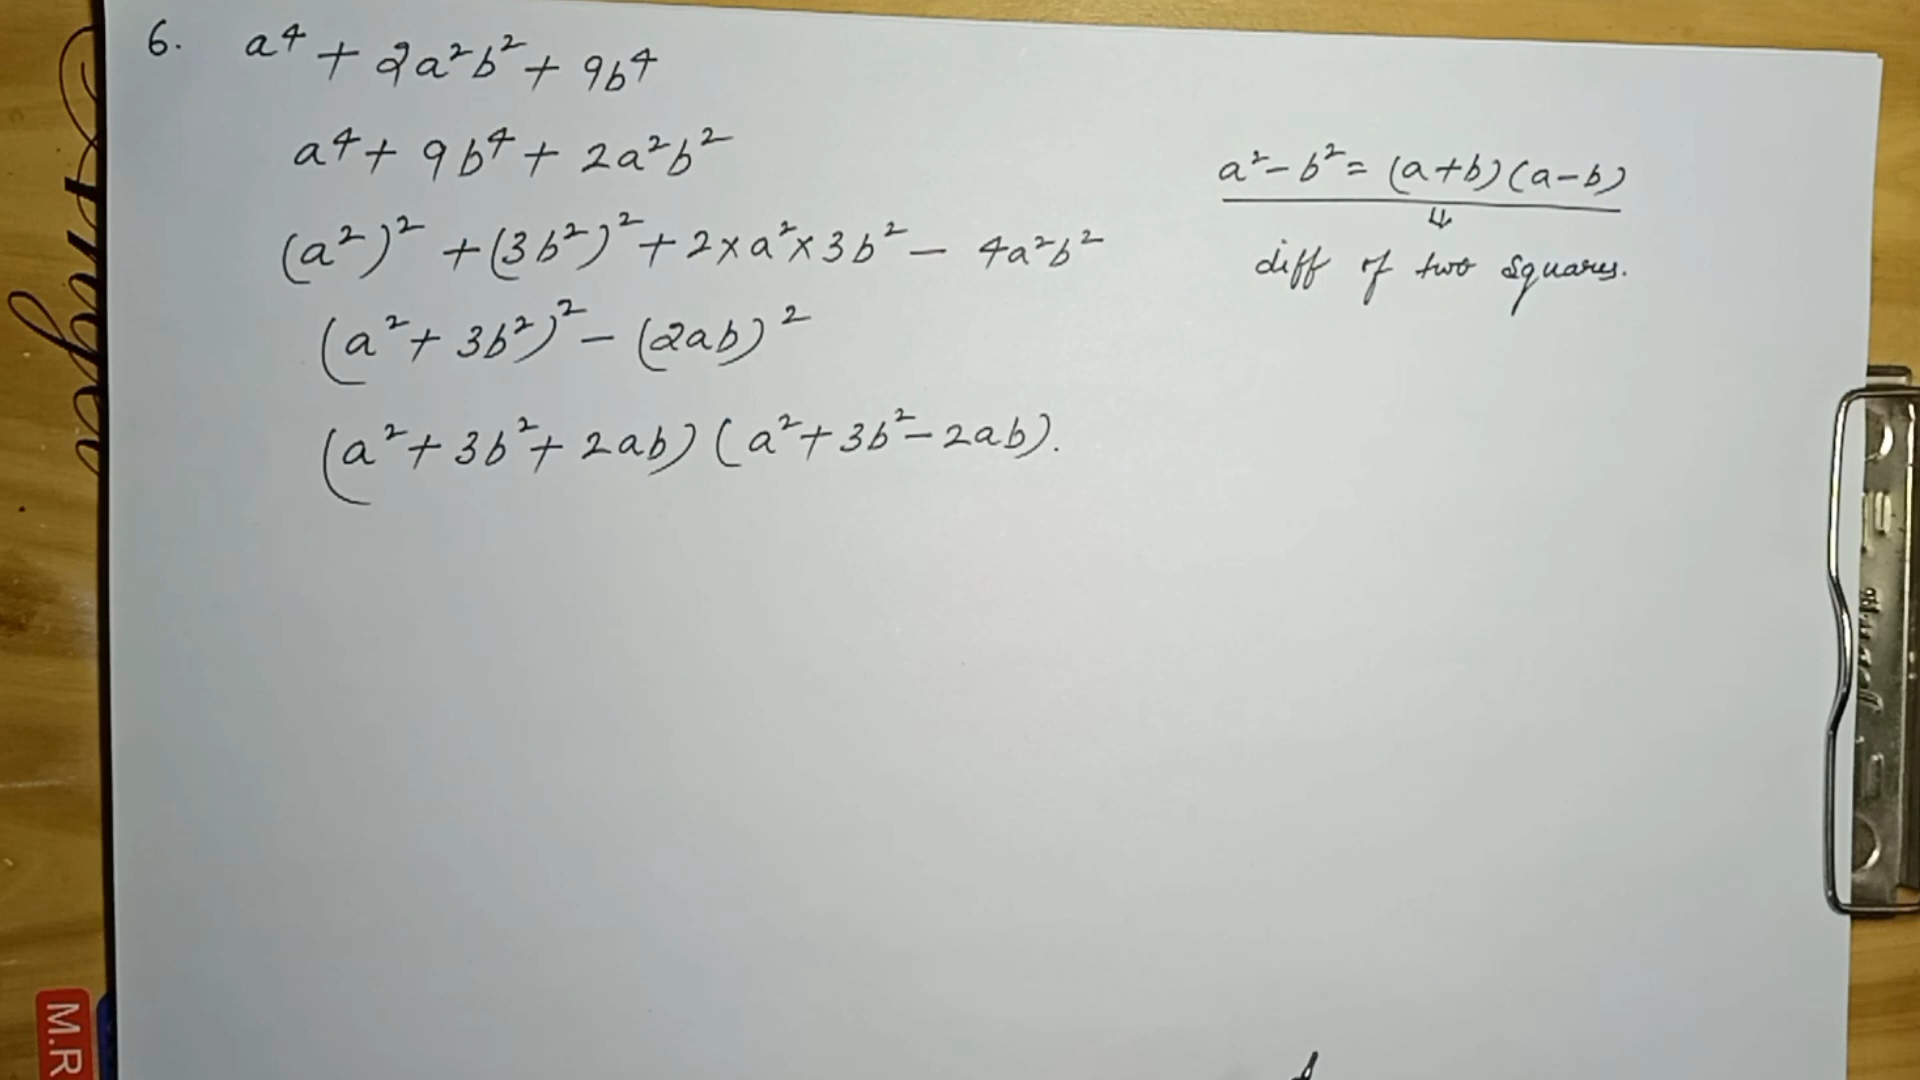 6. a⁴ + 2a²b² + 9b⁴
a⁴ + 9b⁴ + 2a²b²
(a²)² + (3b²)² + 2×a²×3b² - 4a²b²
(a² + 3b²)² - (2ab)²
(a² + 3b² + 2ab) (a² + 3b² - 2ab).
a² - b² = (a+b)(a-b)
⇓
diff of two squares.
M.R